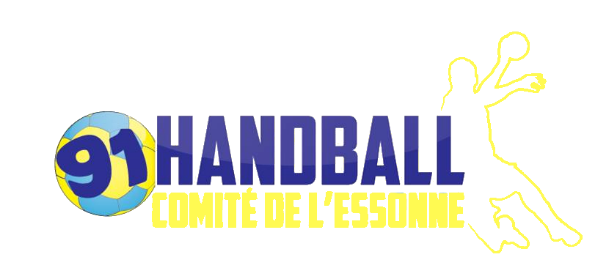 91 HANDBALL
COMITÉ DE L'ESSONNE